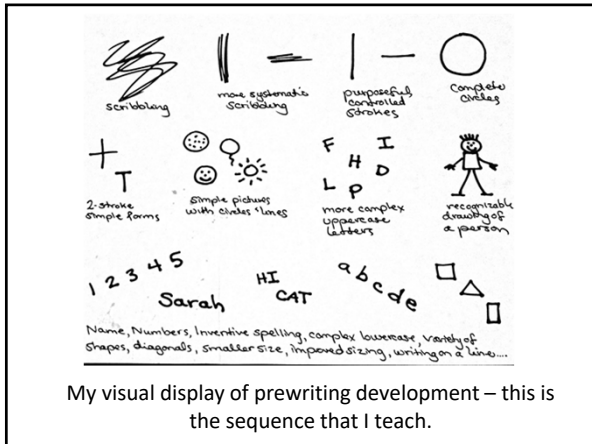 scribbling
more systematic
scribbling
purposeful,
controlled
strokes
complete
circles
T
2-stroke
simple forms
simple pictures
with circles + lines
F I
H D
L P
more complex
uppercase
letters
recognizable
drawing of
a person
1 2 3 4 5
Sarah
HI
CAT
a b c d e
Name, Numbers, Inventive spelling, complex lowercase, variety of
shapes, diagonals, smaller size, improved sizing, writing on a line....
My visual display of prewriting development – this is
the sequence that I teach.